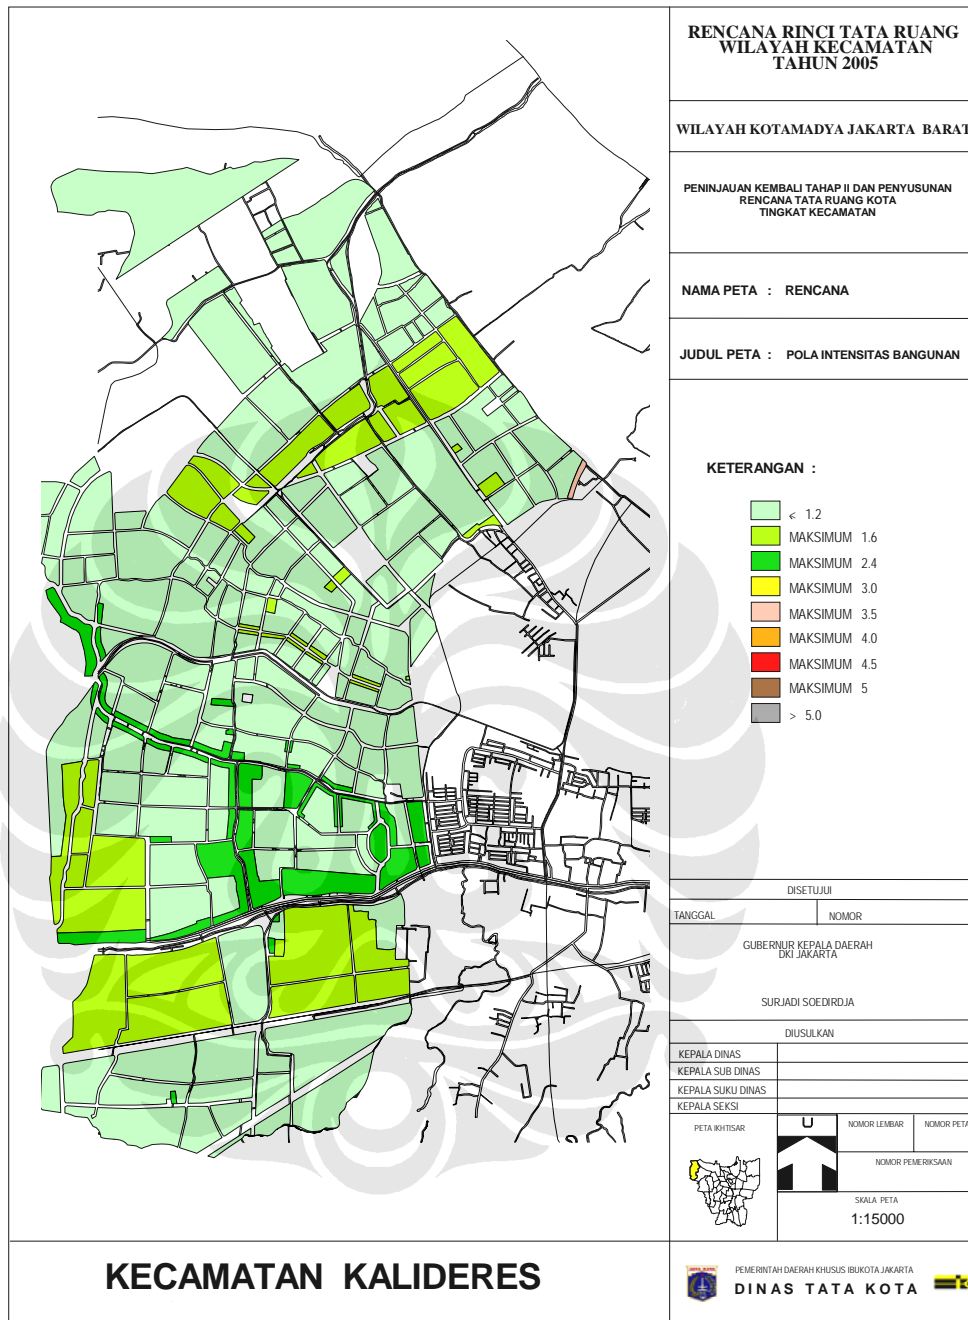 RENCANA RINCI TATA RUANG
WILAYAH KECAMATAN
TAHUN 2005
WILAYAH KOTAMADYA JAKARTA BARAT
PENINJAUAN KEMBALI TAHAP II DAN PENYUSUNAN
RENCANA TATA RUANG KOTA
TINGKAT KECAMATAN
NAMA PETA : RENCANA
JUDUL PETA : POLA INTENSITAS BANGUNAN
KETERANGAN :
< 1.2
MAKSIMUM 1.6
MAKSIMUM 2.4
MAKSIMUM 3.0
MAKSIMUM 3.5
MAKSIMUM 4.0
MAKSIMUM 4.5
MAKSIMUM 5
> 5.0
DISETUJUI
TANGGAL NOMOR
GUBERNUR KEPALA DAERAH
DKI JAKARTA
SURJADI SOEDIRDJA
DIUSULKAN
KEPALA DINAS
KEPALA SUB DINAS
KEPALA SUKU DINAS
KEPALA SEKSI
PETA IKHTISAR
U
NOMOR LEMBAR NOMOR PETA
NOMOR PEMERIKSAAN
SKALA PETA
1:15000
KECAMATAN KALIDERES
PEMERINTAH DAERAH KHUSUS IBUKOTA JAKARTA
DINAS TATA KOTA